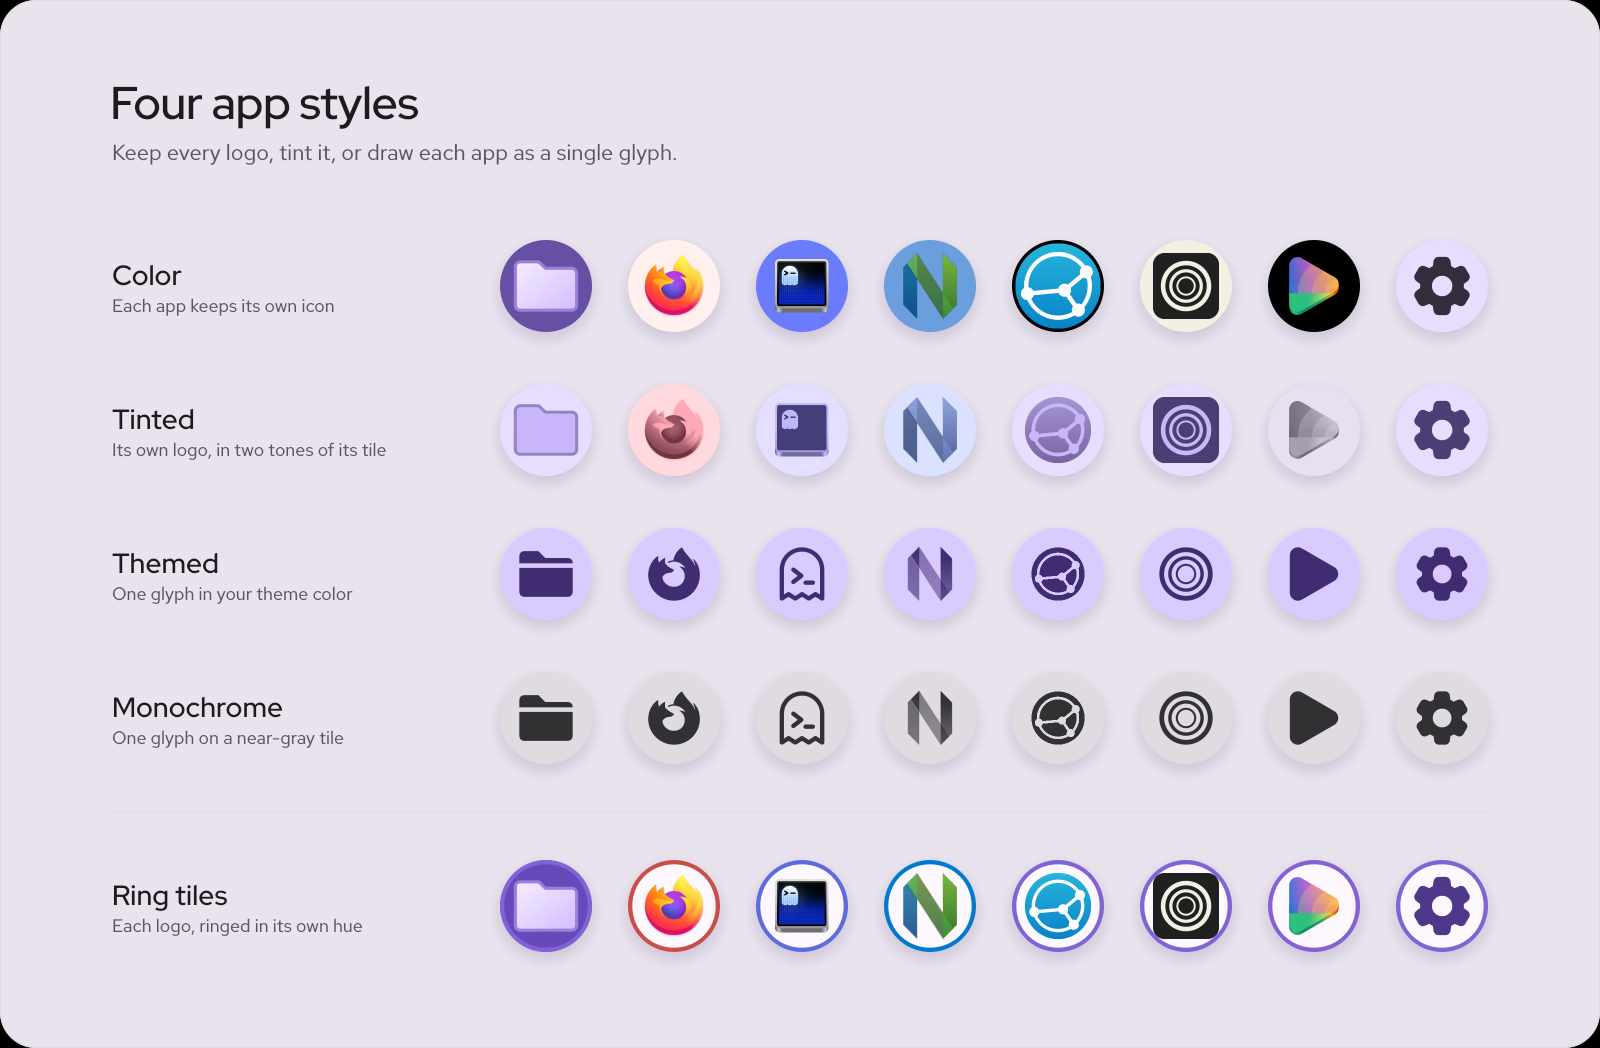 Four app styles
Keep every logo, tint it, or draw each app as a single glyph.
Color
Each app keeps its own icon
Tinted
Its own logo, in two tones of its tile
Themed
One glyph in your theme color
Monochrome
One glyph on a near-gray tile
Ring tiles
Each logo, ringed in its own hue